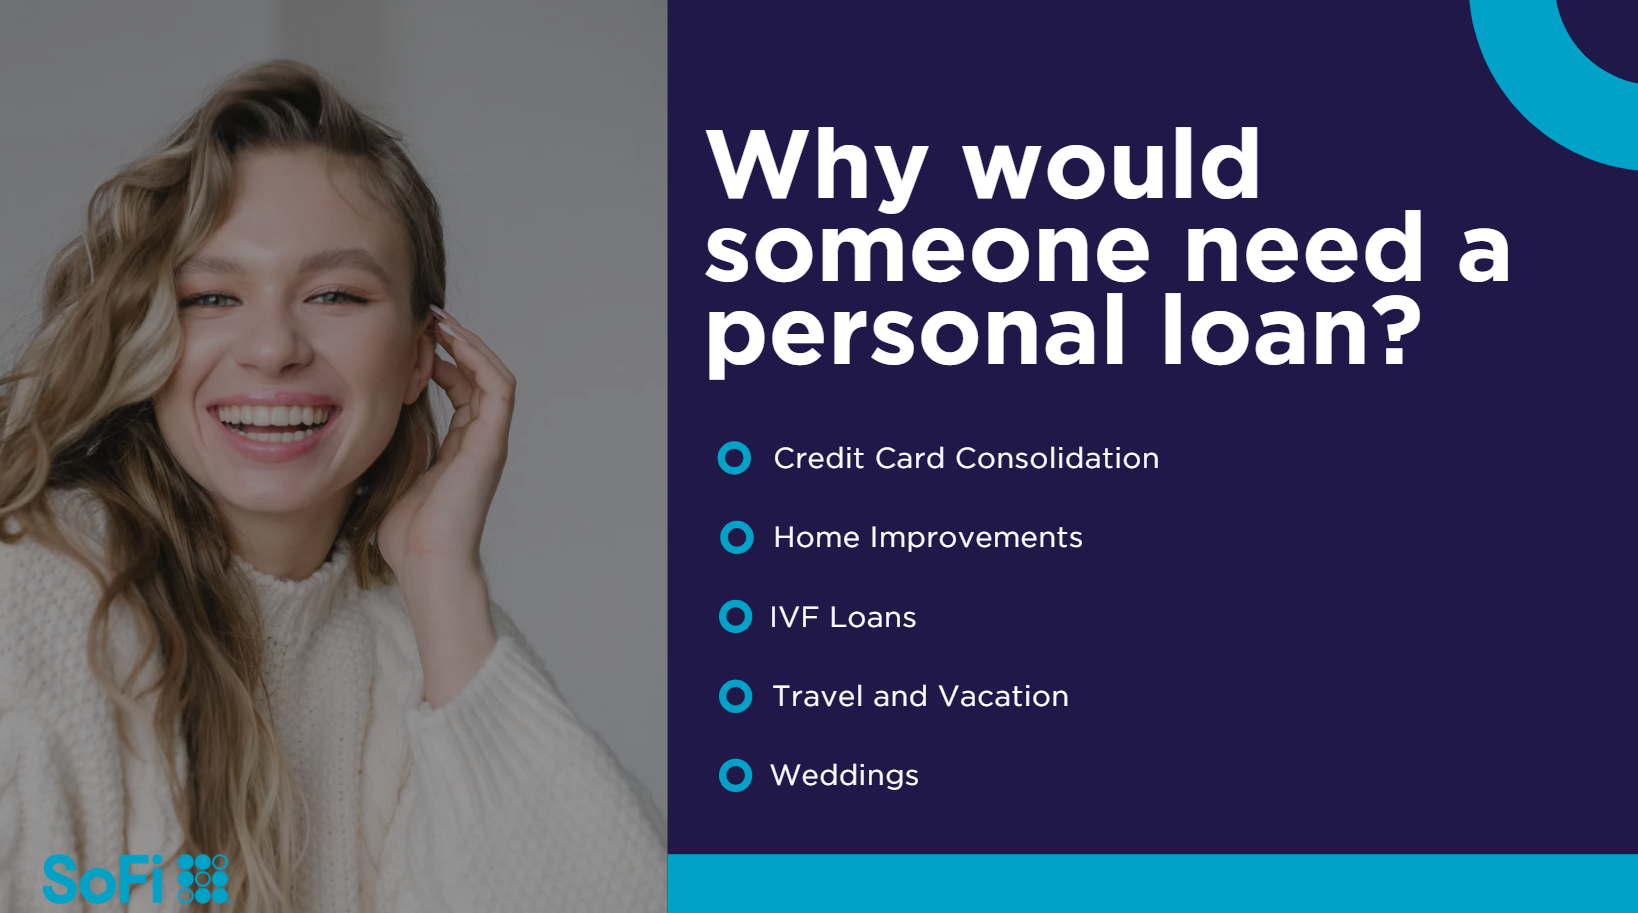 Why would
someone need a
personal loan?
Credit Card Consolidation
Home Improvements
IVF Loans
Travel and Vacation
Weddings
SoFi